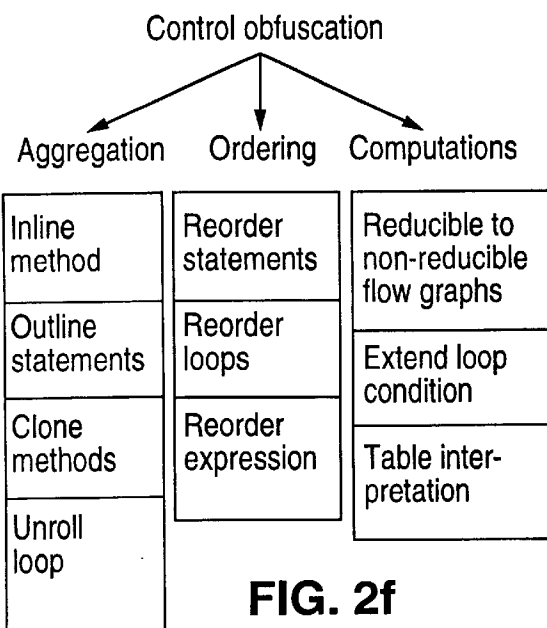 Control obfuscation
Aggregation
Ordering
Computations
Inline
method
Outline
statements
Clone
methods
Unroll
loop
Reorder
statements
Reorder
loops
Reorder
expression
Reducible to
non-reducible
flow graphs
Extend loop
condition
Table inter-
pretation
FIG. 2f